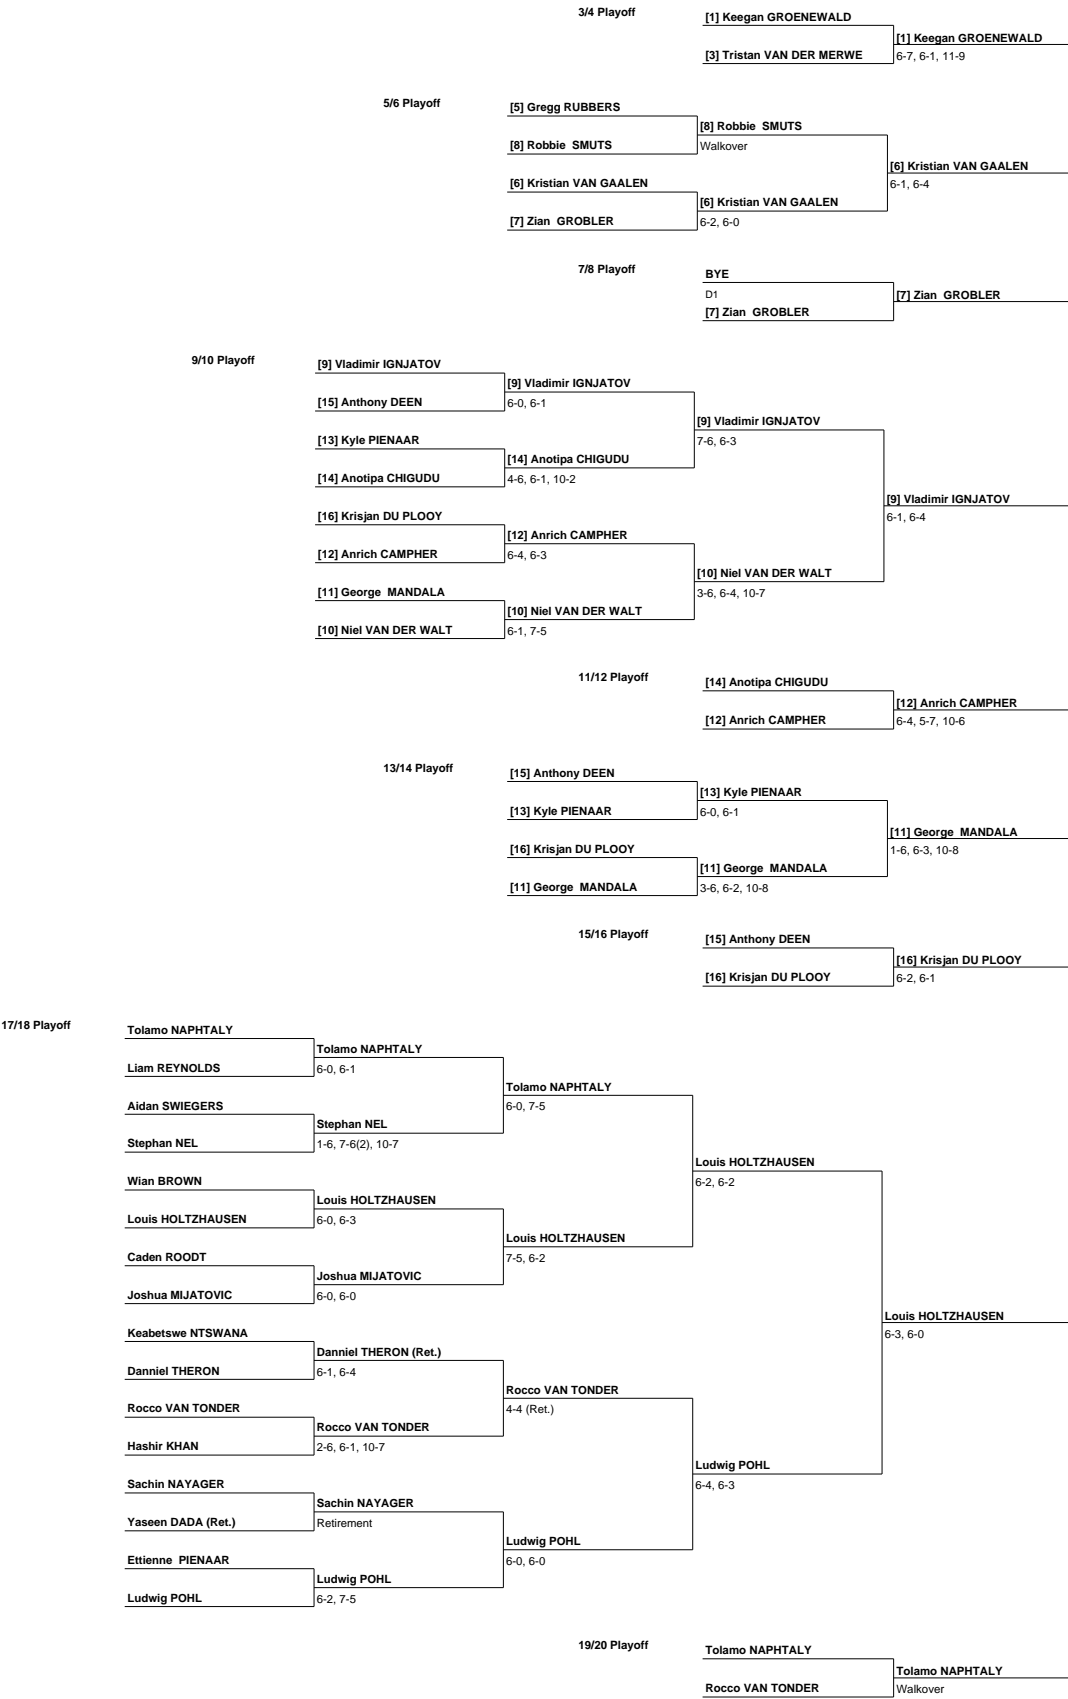 3/4 Playoff
[1] Keegan GROENEWALD
[1] Keegan GROENEWALD
[3] Tristan VAN DER MERWE
6-7, 6-1, 11-9
5/6 Playoff
[5] Gregg RUBBERS
[8] Robbie SMUTS
[8] Robbie SMUTS
Walkover
[6] Kristian VAN GAALEN
6-1, 6-4
[6] Kristian VAN GAALEN
[6] Kristian VAN GAALEN
[7] Zian GROBLER
6-2, 6-0
7/8 Playoff
BYE
D1
[7] Zian GROBLER
[7] Zian GROBLER
9/10 Playoff
[9] Vladimir IGNJATOV
[9] Vladimir IGNJATOV
[15] Anthony DEEN
6-0, 6-1
[9] Vladimir IGNJATOV
7-6, 6-3
[13] Kyle PIENAAR
[14] Anotipa CHIGUDU
[14] Anotipa CHIGUDU
4-6, 6-1, 10-2
[9] Vladimir IGNJATOV
6-1, 6-4
[16] Krisjan DU PLOOY
[12] Anrich CAMPHER
[12] Anrich CAMPHER
6-4, 6-3
[10] Niel VAN DER WALT
3-6, 6-4, 10-7
[11] George MANDALA
[10] Niel VAN DER WALT
[10] Niel VAN DER WALT
6-1, 7-5
11/12 Playoff
[14] Anotipa CHIGUDU
[12] Anrich CAMPHER
[12] Anrich CAMPHER
6-4, 5-7, 10-6
13/14 Playoff
[15] Anthony DEEN
[13] Kyle PIENAAR
[13] Kyle PIENAAR
6-0, 6-1
[11] George MANDALA
1-6, 6-3, 10-8
[16] Krisjan DU PLOOY
[11] George MANDALA
[11] George MANDALA
3-6, 6-2, 10-8
15/16 Playoff
[15] Anthony DEEN
[16] Krisjan DU PLOOY
[16] Krisjan DU PLOOY
6-2, 6-1
17/18 Playoff
Tolamo NAPHTALY
Tolamo NAPHTALY
Liam REYNOLDS
6-0, 6-1
Tolamo NAPHTALY
6-0, 7-5
Aidan SWIEGERS
Stephan NEL
Stephan NEL
1-6, 7-6(2), 10-7
Louis HOLTZHAUSEN
6-2, 6-2
Wian BROWN
Louis HOLTZHAUSEN
Louis HOLTZHAUSEN
6-0, 6-3
Louis HOLTZHAUSEN
7-5, 6-2
Caden ROODT
Joshua MIJATOVIC
Joshua MIJATOVIC
6-0, 6-0
Louis HOLTZHAUSEN
6-3, 6-0
Keabetswe NTSWANA
Danniel THERON (Ret.)
Danniel THERON
6-1, 6-4
Rocco VAN TONDER
4-4 (Ret.)
Rocco VAN TONDER
Rocco VAN TONDER
Hashir KHAN
2-6, 6-1, 10-7
Ludwig POHL
6-4, 6-3
Sachin NAYAGER
Sachin NAYAGER
Yaseen DADA (Ret.)
Retirement
Ludwig POHL
6-0, 6-0
Ettienne PIENAAR
Ludwig POHL
Ludwig POHL
6-2, 7-5
19/20 Playoff
Tolamo NAPHTALY
Tolamo NAPHTALY
Rocco VAN TONDER
Walkover